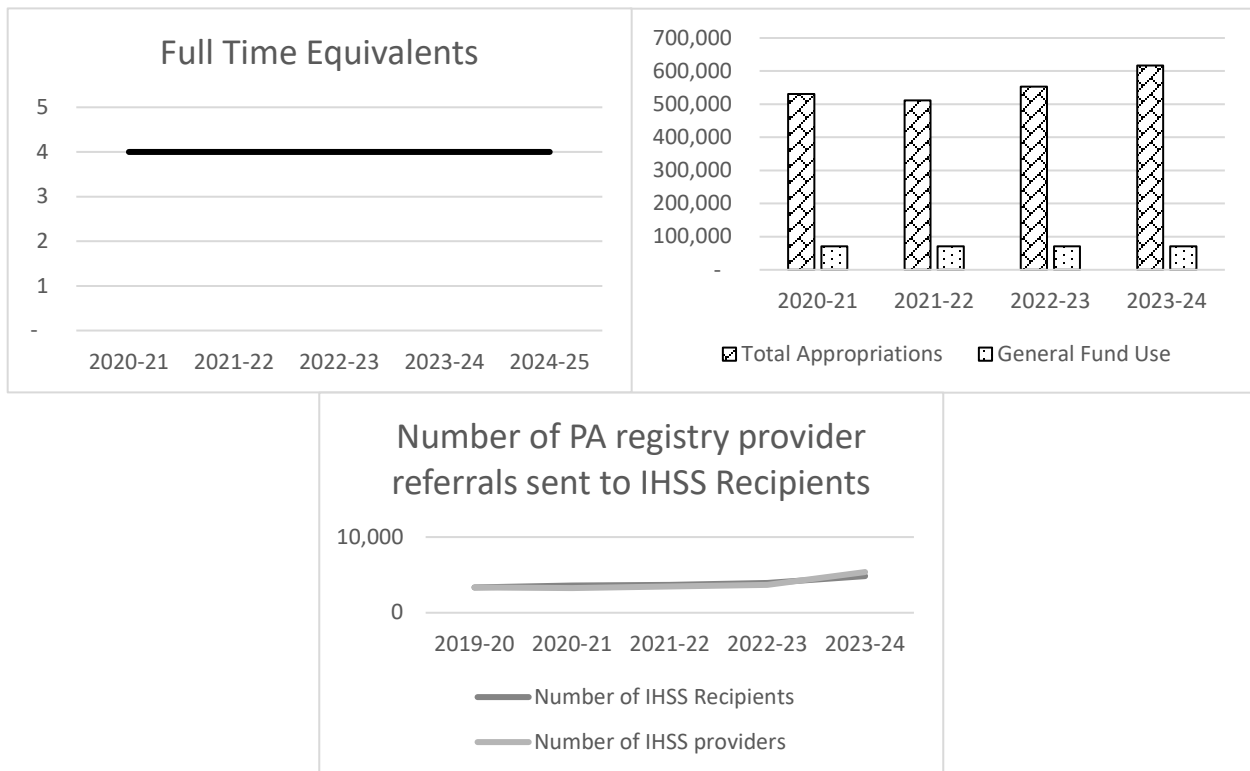 Full Time Equivalents
5
4
3
2
1
-
2020-21 2021-22 2022-23 2023-24 2024-25
700,000
600,000
500,000
400,000
300,000
200,000
100,000
-
2020-21 2021-22 2022-23 2023-24
Total Appropriations General Fund Use
Number of PA registry provider
referrals sent to IHSS Recipients
10,000
0
2019-20 2020-21 2021-22 2022-23 2023-24
Number of IHSS Recipients
Number of IHSS providers